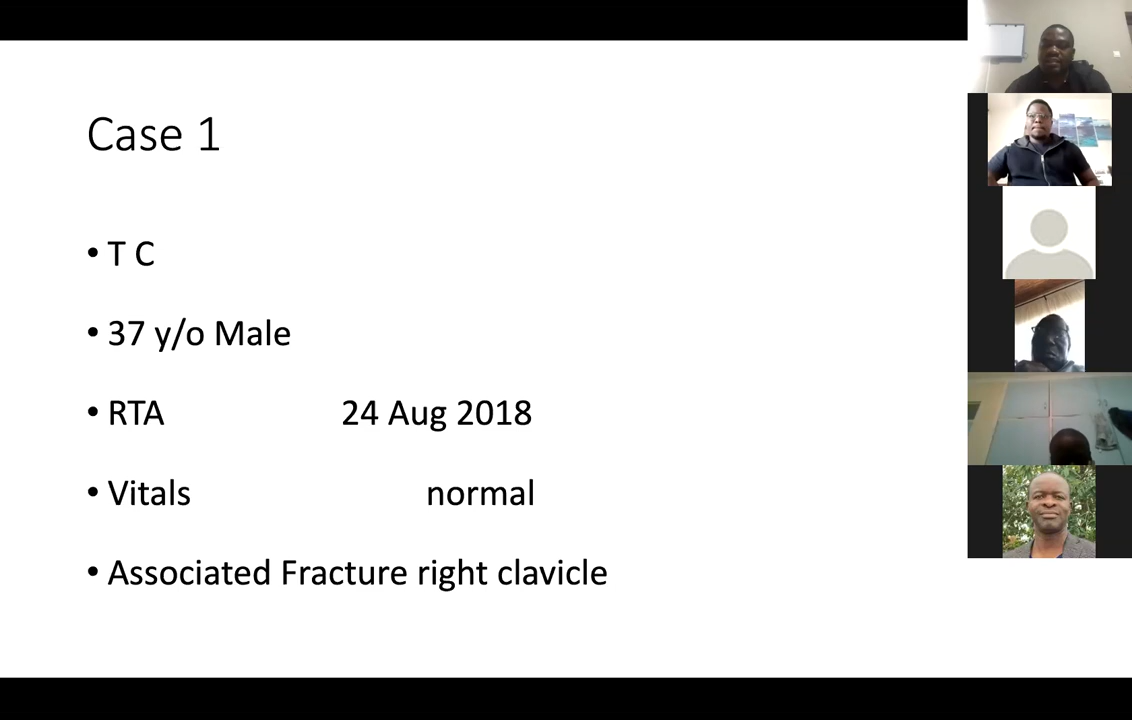 Case 1
• T C
• 37 y/o Male
• RTA 24 Aug 2018
• Vitals normal
• Associated Fracture right clavicle